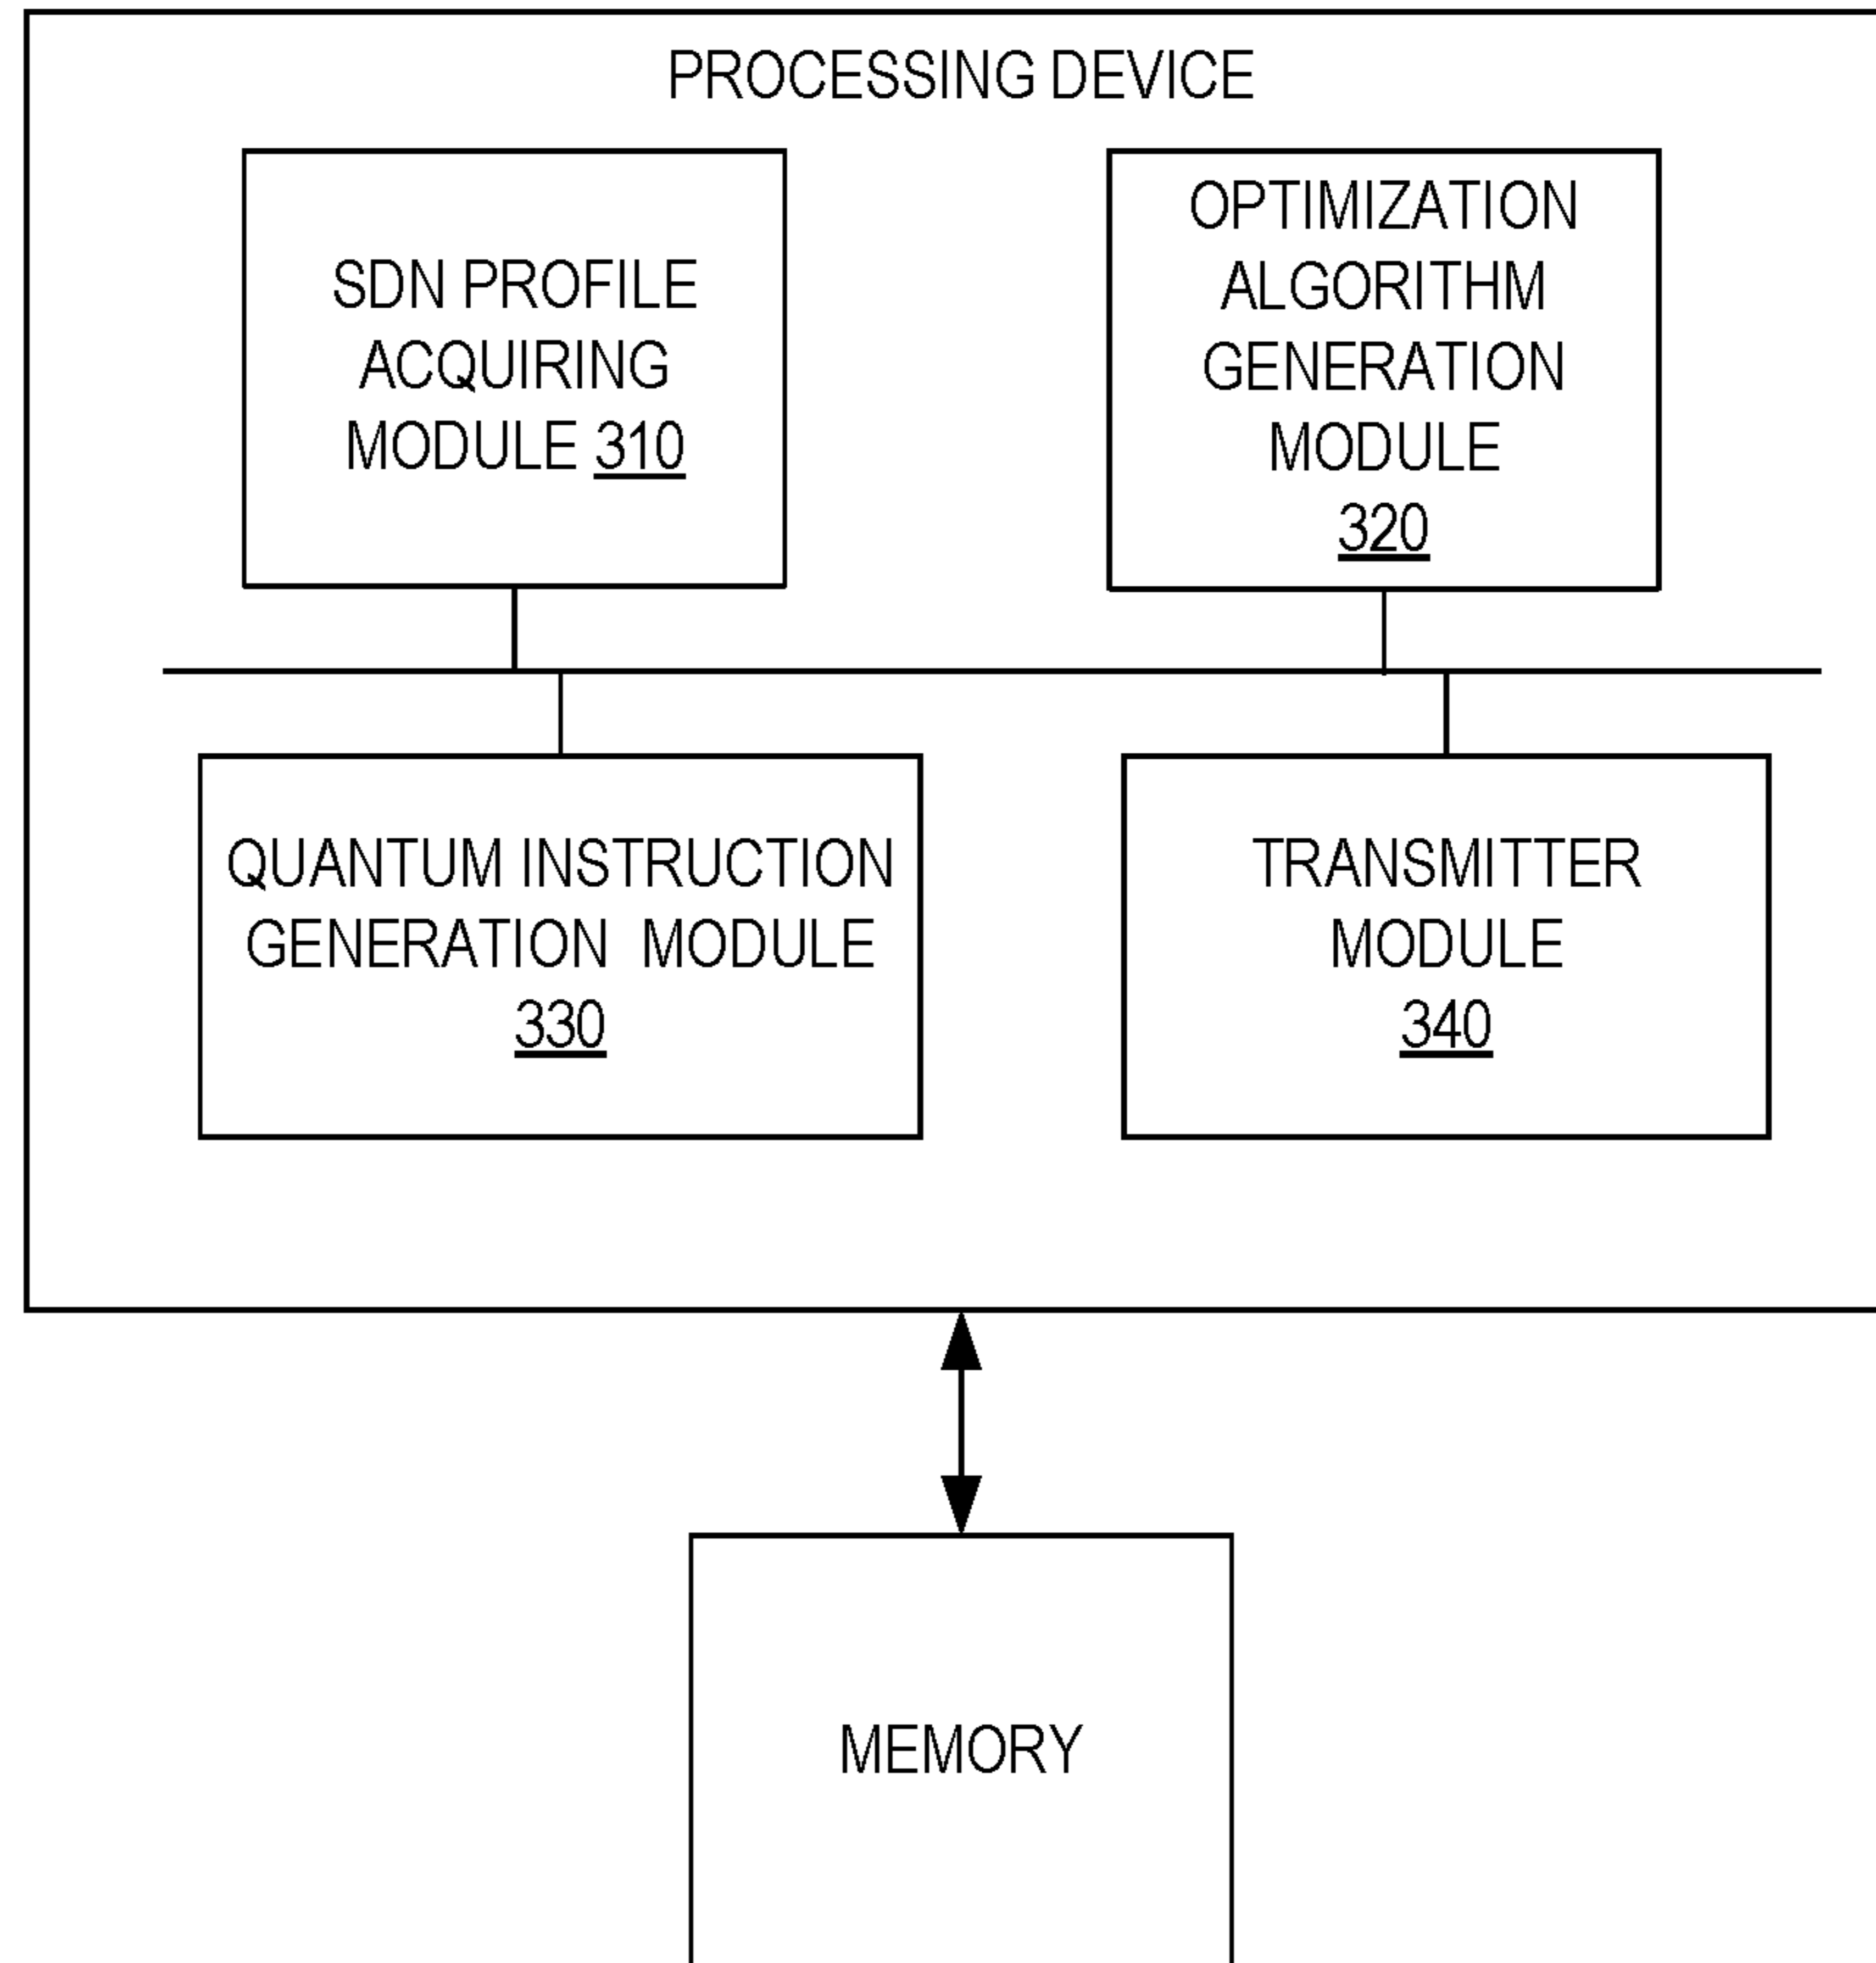 PROCESSING DEVICE
SDN PROFILE
ACQUIRING
MODULE 310
OPTIMIZATION
ALGORITHM
GENERATION
MODULE
320
QUANTUM INSTRUCTION
GENERATION MODULE
330
TRANSMITTER
MODULE
340
MEMORY